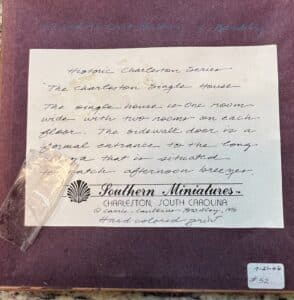 Historic Charleston Series
"The Charleston Single House
The single house is one room
wide with two rooms on each
floor. The sidewall door is a
formal entrance to the long
that is situated
to catch afternoon breezes
Southern Miniatures
CHARLESTON, SOUTH CAROLINA
©
Hand colored print
# 52